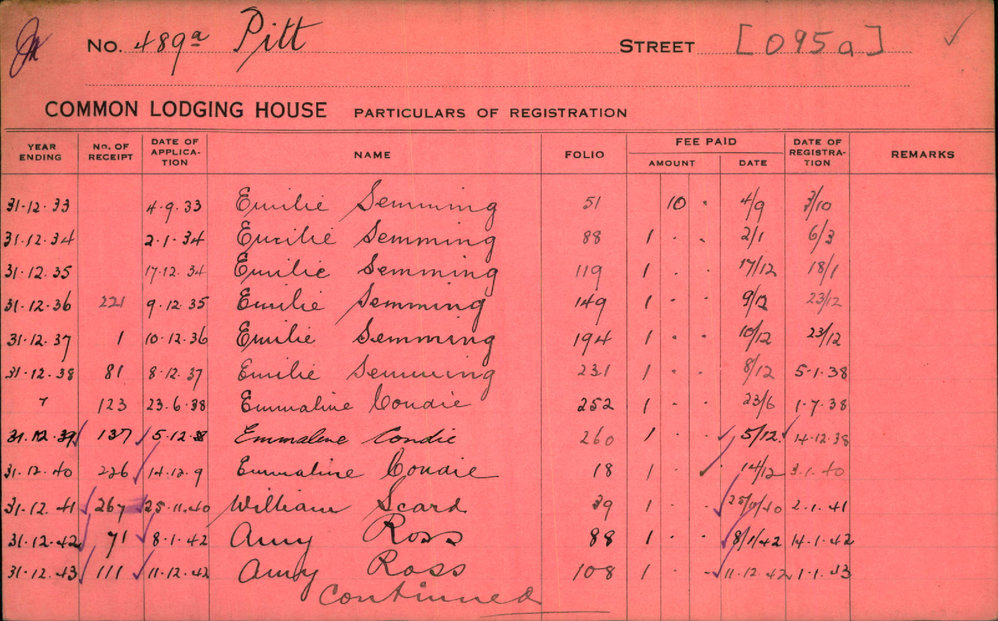 No. 489a Pitt STREET [095a]
COMMON LODGING HOUSE PARTICULARS OF REGISTRATION
YEAR ENDING No. OF RECEIPT DATE OF APPLICA-TION NAME FOLIO FEE PAID AMOUNT DATE DATE OF REGISTRA-TION REMARKS
31.12.33 4.9.33 Emilie Semming 51 10 . 4/9 3/10
31.12.34 2.1.34 Emilie Semming 88 1 . . 2/1 6/3
31.12.35 17.12.34 Emilie Semming 119 1 . . 17/12 18/1
31.12.36 221 9.12.35 Emilie Semming 149 1 . . 9/12 23/12
31.12.37 1 10.12.36 Emilie Semming 194 1 . . 10/12 23/12
31.12.38 81 8.12.37 Emilie Semming 231 1 . . 8/12 5.1.38
" 123 23.6.38 Emmaline Condie 252 1 . . 23/6 1.7.38
31.12.39 137 5.12.8 Emmaline Condie 260 1 . . 5/12 14.12.38
31.12.40 226 14.12.9 Emmaline Condie 18 1 . . 14/12 3.1.40
31.12.41 267 25.11.40 William Scard 39 1 . . 25/11/40 2.1.41
31.12.42 71 8.1.42 Amy Ross 88 1 . . 8/1/42 14.1.42
31.12.43 111 11.12.42 Amy Ross 108 1 . . 11.12.42 1.1.43
Continued